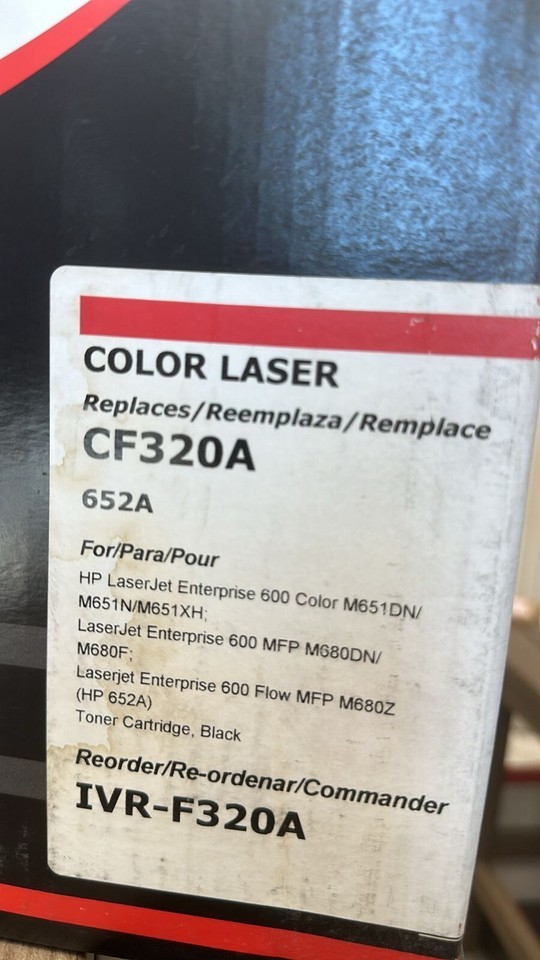 COLOR LASER
Replaces/Reemplaza/Remplace
CF320A
652A
For/Para/Pour
HP LaserJet Enterprise 600 Color M651DN/
M651N/M651XH;
LaserJet Enterprise 600 MFP M680DN/
M680F;
Laserjet Enterprise 600 Flow MFP M680Z
(HP 652A)
Toner Cartridge, Black
Reorder/Re-ordenar/Commander
IVR-F320A